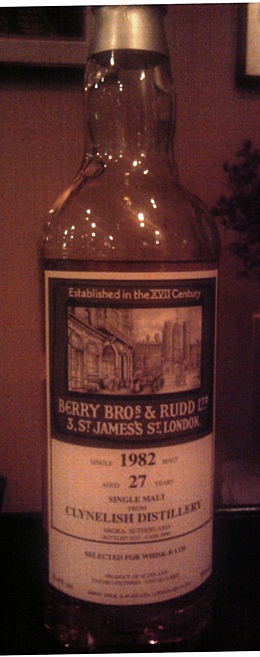 Established in the XVII Century
BERRY BROS & RUDD LTD
3, ST JAMES'S ST, LONDON.
SINGLE 1982 MALT
AGED 27 YEARS
SINGLE MALT
FROM
CLYNELISH DISTILLERY
BRORA, SUTHERLAND
SELECTED FOR WHISK-E LTD
PRODUCT OF SCOTLAND